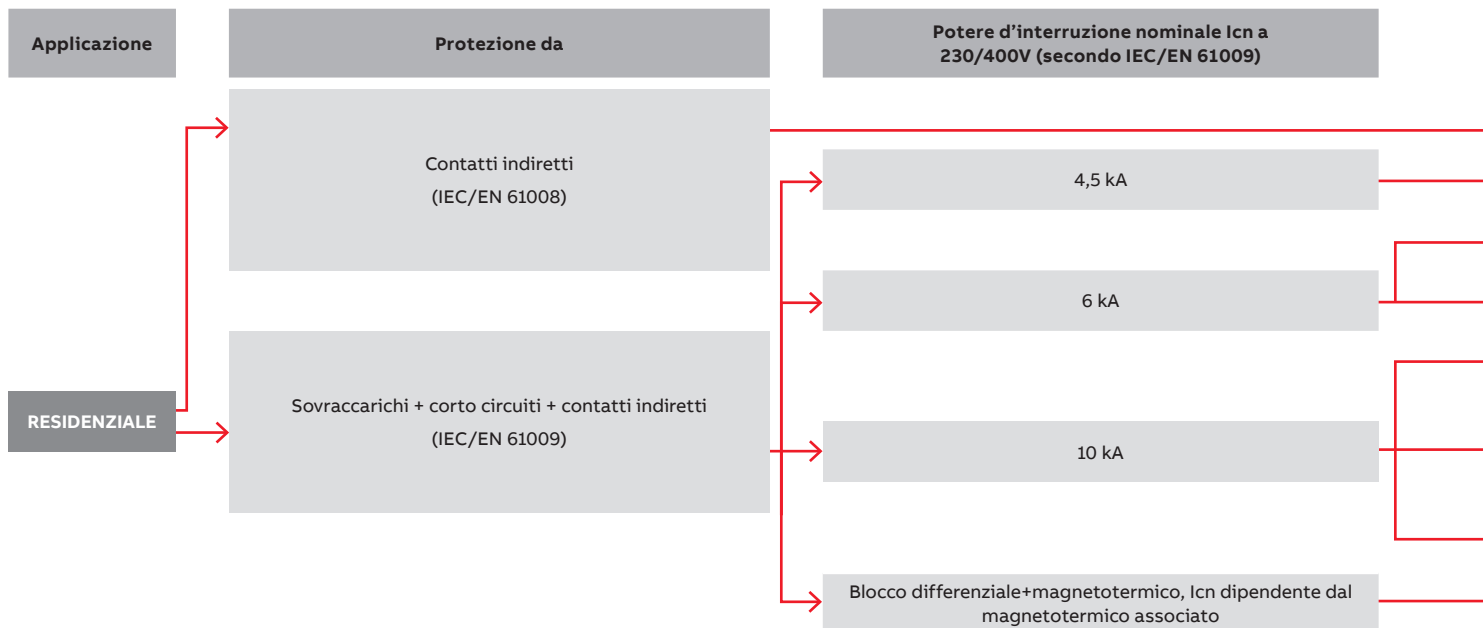 Applicazione
Protezione da
Potere d’interruzione nominale Icn a
230/400V (secondo IEC/EN 61009)
Contatti indiretti
(IEC/EN 61008)
4,5 kA
6 kA
RESIDENZIALE
Sovraccarichi + corto circuiti + contatti indiretti
(IEC/EN 61009)
10 kA
Blocco differenziale+magnetotermico, Icn dipendente dal
magnetotermico associato